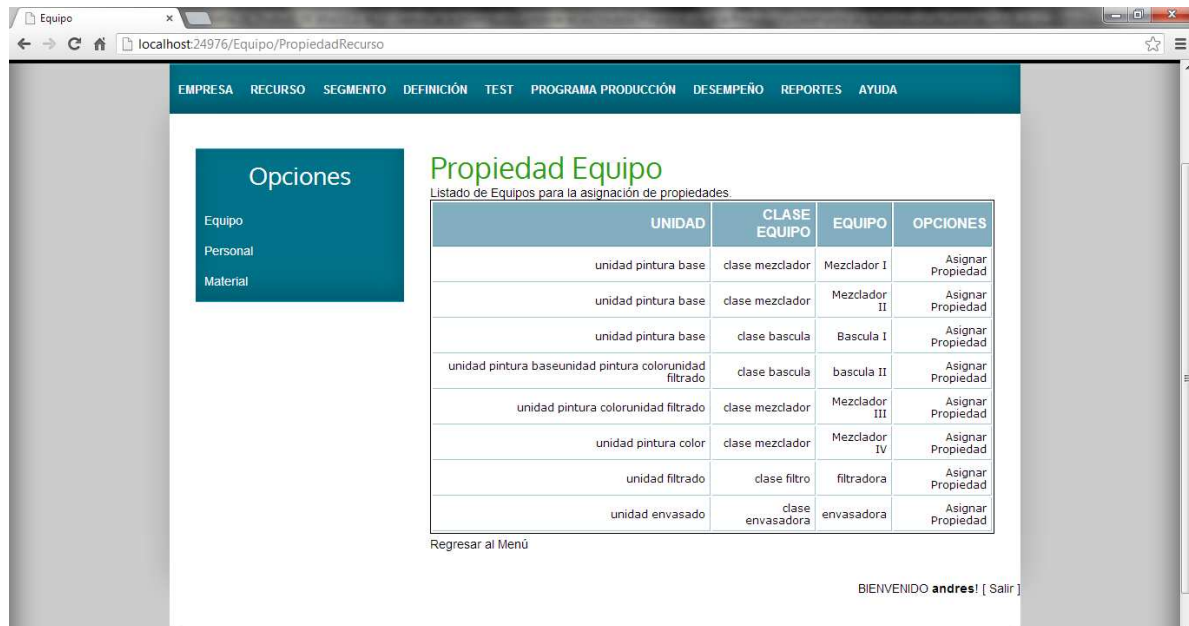 Equipo
localhost:24976/Equipo/PropiedadRecurso
EMPRESA RECURSO SEGMENTO DEFINICIÓN TEST PROGRAMA PRODUCCIÓN DESEMPEÑO REPORTES AYUDA
Opciones
Equipo
Personal
Material
Propiedad Equipo
Listado de Equipos para la asignación de propiedades.
UNIDAD CLASE EQUIPO EQUIPO OPCIONES
unidad pintura base clase mezclador Mezclador I Asignar Propiedad
unidad pintura base clase mezclador Mezclador II Asignar Propiedad
unidad pintura base clase bascula Bascula I Asignar Propiedad
unidad pintura baseunidad pintura colorunidad filtrado clase bascula bascula II Asignar Propiedad
unidad pintura colorunidad filtrado clase mezclador Mezclador III Asignar Propiedad
unidad pintura color clase mezclador Mezclador IV Asignar Propiedad
unidad filtrado clase filtro filtradora Asignar Propiedad
unidad envasado clase envasadora envasadora Asignar Propiedad
Regresar al Menú
BIENVENIDO andres! [ Salir ]